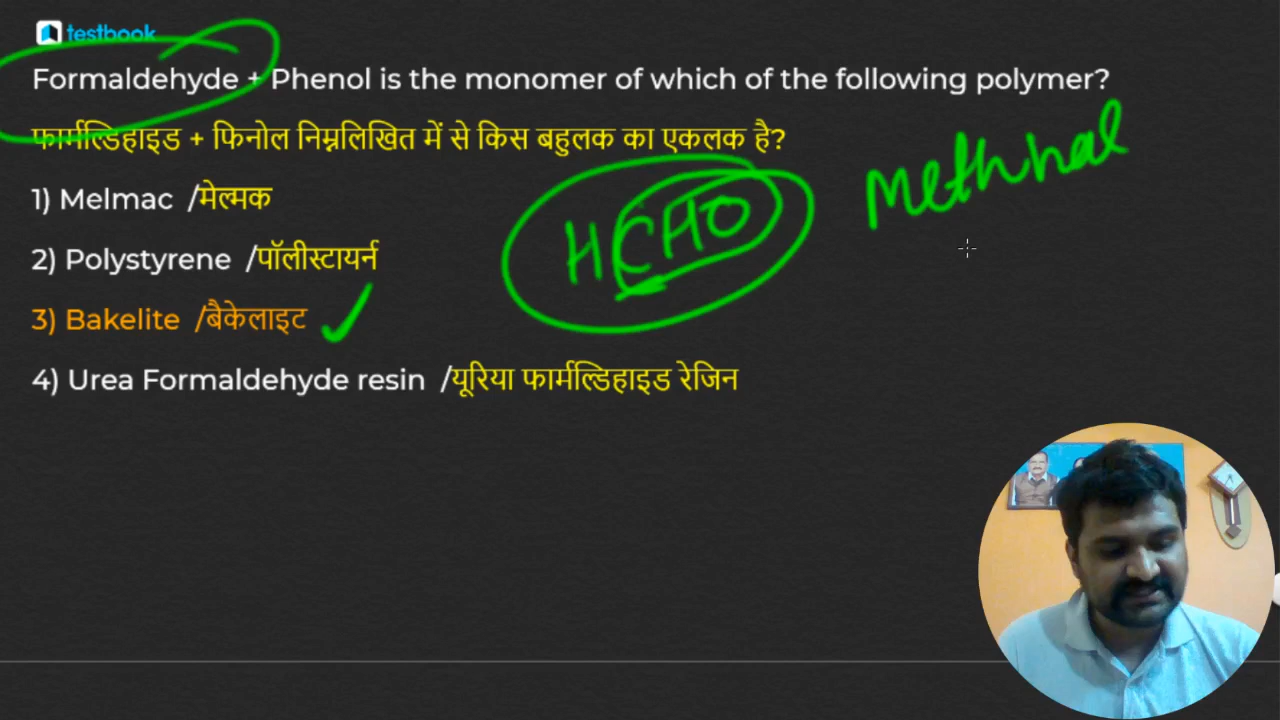 testbook
Formaldehyde + Phenol is the monomer of which of the following polymer?
फार्मल्डिहाइड + फिनोल निम्नलिखित में से किस बहुलक का एकलक है?
1) Melmac /मेल्मक
2) Polystyrene /पॉलीस्टायर्न
3) Bakelite /बैकेलाइट
4) Urea Formaldehyde resin /यूरिया फार्मल्डिहाइड रेजिन
HCHO
Methnal